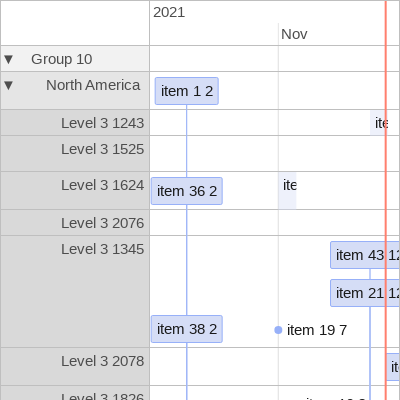 2021
Nov
▼ Group 10
▼ North America
item 1 2
Level 3 1243
ite
Level 3 1525
Level 3 1624
item 36 2
ite
Level 3 2076
Level 3 1345
item 43 12
item 21 12
item 38 2
item 19 7
Level 3 2078
it
Level 3 1826